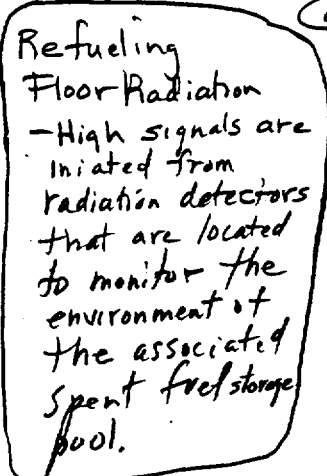 Refueling
Floor Radiation
-High signals are
iniated from
radiation detectors
that are located
to monitor the
environment of
the associated
spent fuel storage
pool.